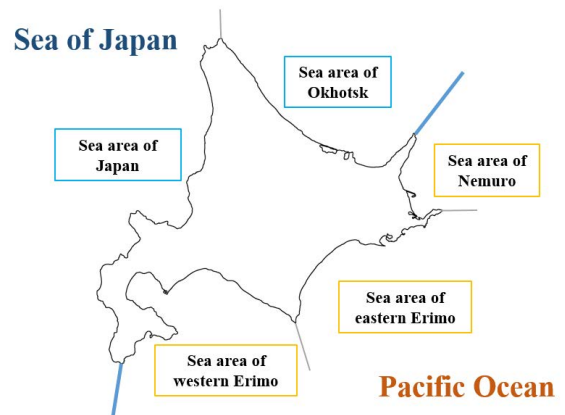 Sea of Japan
Sea area of
Okhotsk
Sea area of
Japan
Sea area of
Nemuro
Sea area of
eastern Erimo
Sea area of
western Erimo
Pacific Ocean